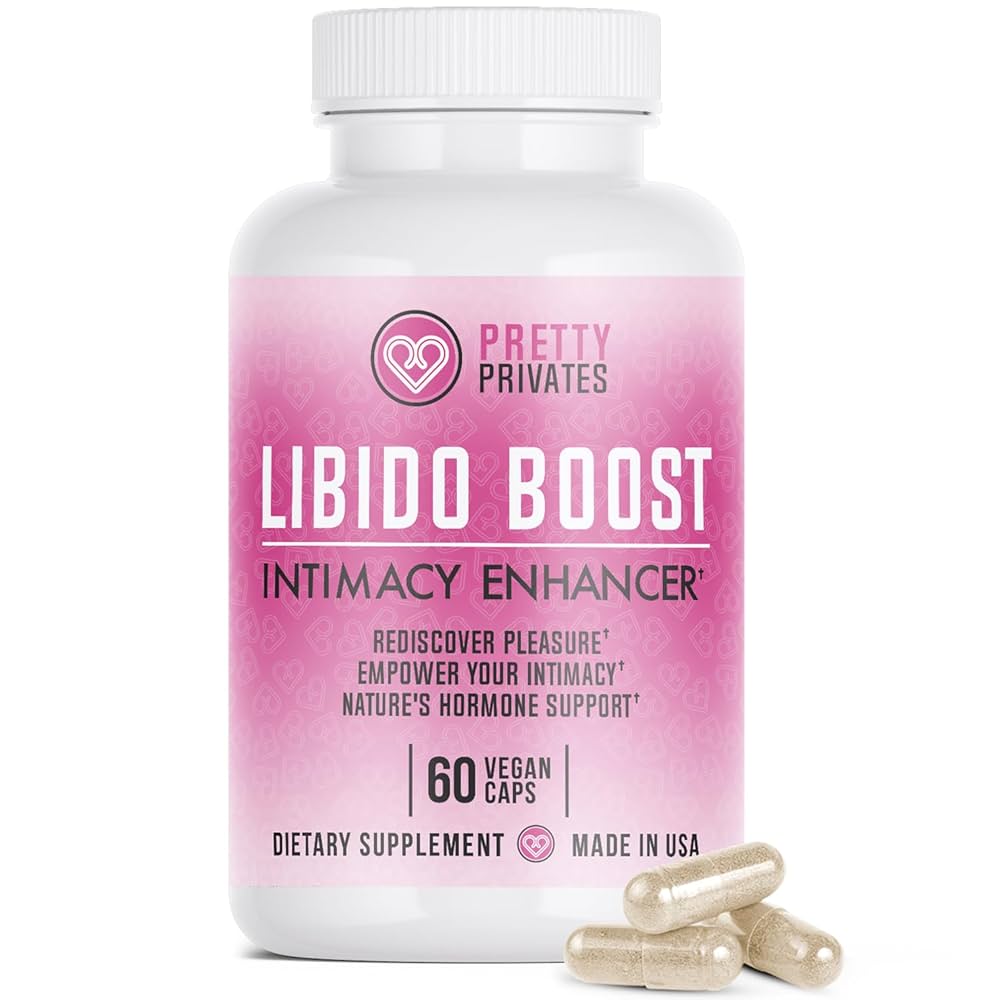 PRETTY
PRIVATES
LIBIDO BOOST
INTIMACY ENHANCER†
REDISCOVER PLEASURE†
EMPOWER YOUR INTIMACY†
NATURE'S HORMONE SUPPORT†
60 VEGAN
CAPS
DIETARY SUPPLEMENT MADE IN USA